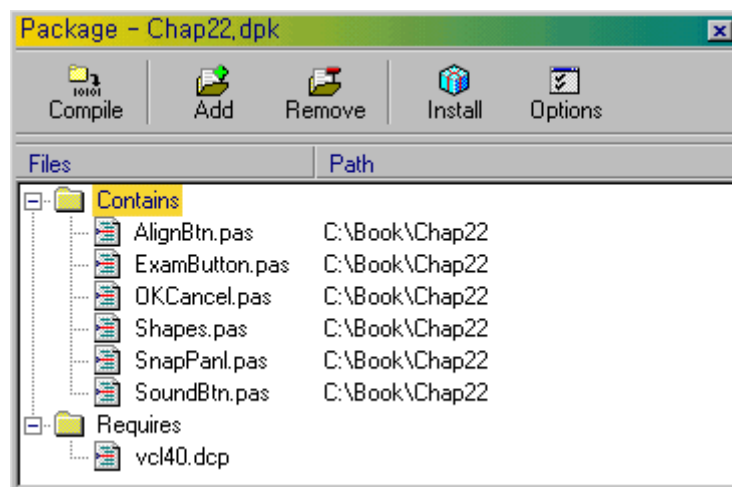 Package - Chap22.dpk
Compile Add Remove Install Options
Files Path
Contains
AlignBtn.pas C:\Book\Chap22
ExamButton.pas C:\Book\Chap22
OKCancel.pas C:\Book\Chap22
Shapes.pas C:\Book\Chap22
SnapPanl.pas C:\Book\Chap22
SoundBtn.pas C:\Book\Chap22
Requires
vcl40.dcp